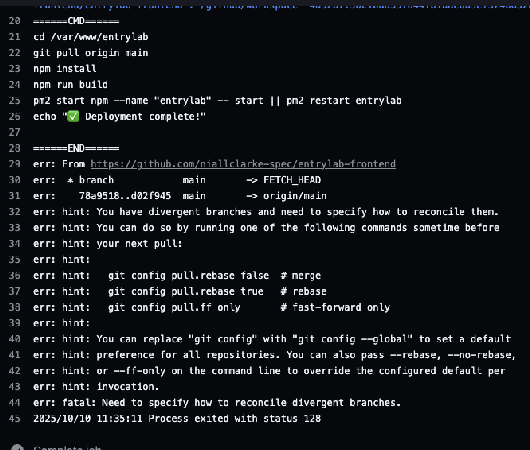 20 ======CMD======
21 cd /var/www/entrylab
22 git pull origin main
23 npm install
24 npm run build
25 pm2 start npm --name "entrylab" -- start || pm2 restart entrylab
26 echo "✅ Deployment complete!"
27
28 ======END======
29 err: From https://github.com/niallclarke-spec/entrylab-frontend
30 err:  * branch            main       -> FETCH_HEAD
31 err:    78a9518..d02f945  main       -> origin/main
32 err: hint: You have divergent branches and need to specify how to reconcile them.
33 err: hint: You can do so by running one of the following commands sometime before
34 err: hint: your next pull:
35 err: hint:
36 err: hint:   git config pull.rebase false  # merge
37 err: hint:   git config pull.rebase true   # rebase
38 err: hint:   git config pull.ff only       # fast-forward only
39 err: hint:
40 err: hint: You can replace "git config" with "git config --global" to set a default
41 err: hint: preference for all repositories. You can also pass --rebase, --no-rebase,
42 err: hint: or --ff-only on the command line to override the configured default per
43 err: hint: invocation.
44 err: fatal: Need to specify how to reconcile divergent branches.
45 2025/10/10 11:35:11 Process exited with status 128
Complete job